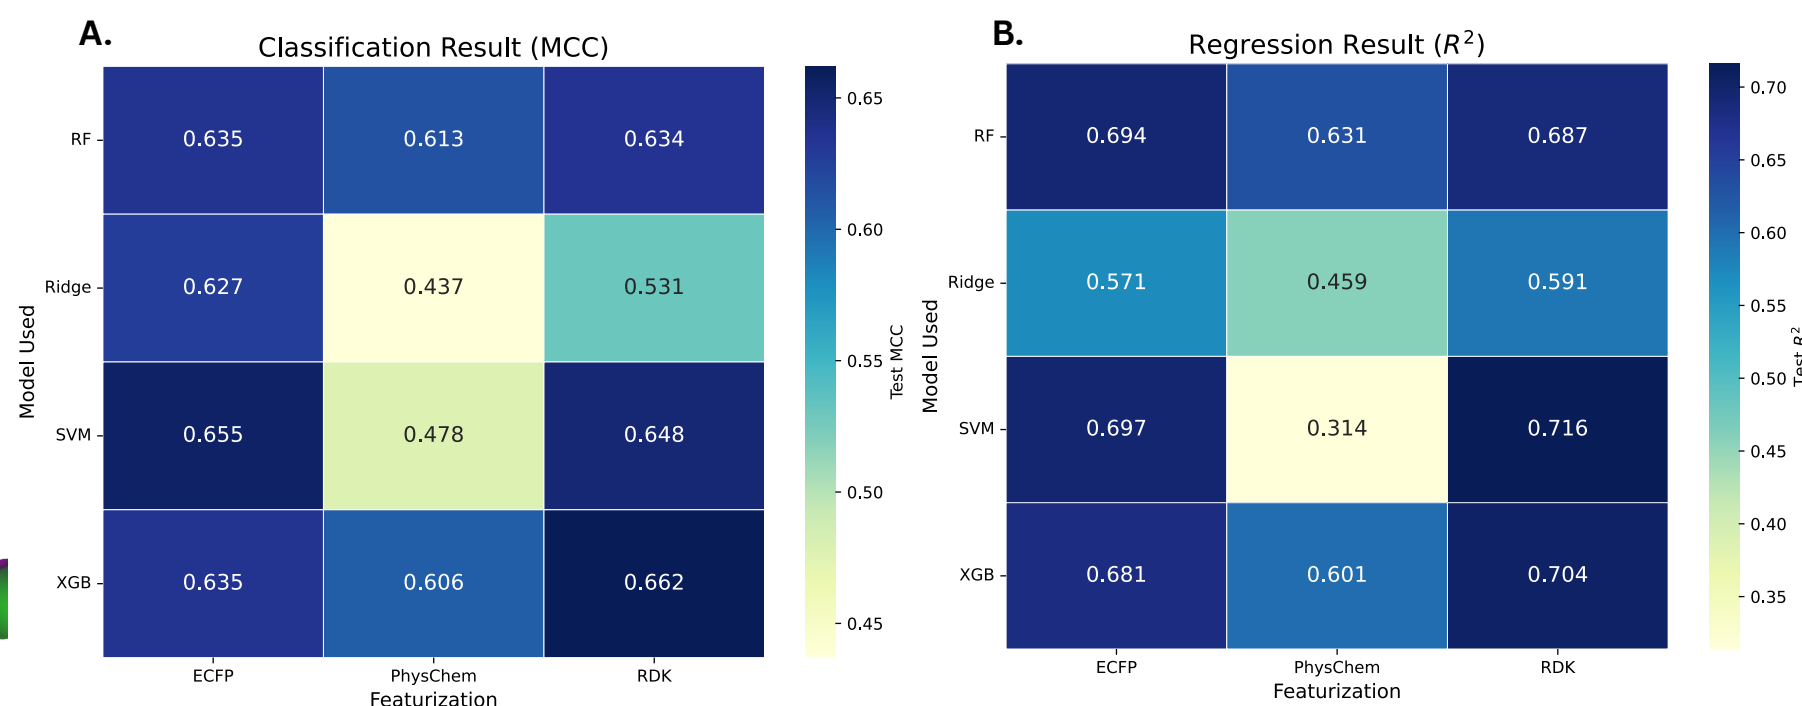 A.
Classification Result (MCC)
RF
0.635
0.613
0.634
Ridge
0.627
0.437
0.531
SVM
0.655
0.478
0.648
XGB
0.635
0.606
0.662
ECFP
PhysChem
RDK
Featurization
Model Used
0.65
0.60
0.55
0.50
0.45
Test MCC
B.
Regression Result (R²)
RF
0.694
0.631
0.687
Ridge
0.571
0.459
0.591
SVM
0.697
0.314
0.716
XGB
0.681
0.601
0.704
ECFP
PhysChem
RDK
Featurization
Model Used
0.70
0.65
0.60
0.55
0.50
0.45
0.40
0.35
Test R²